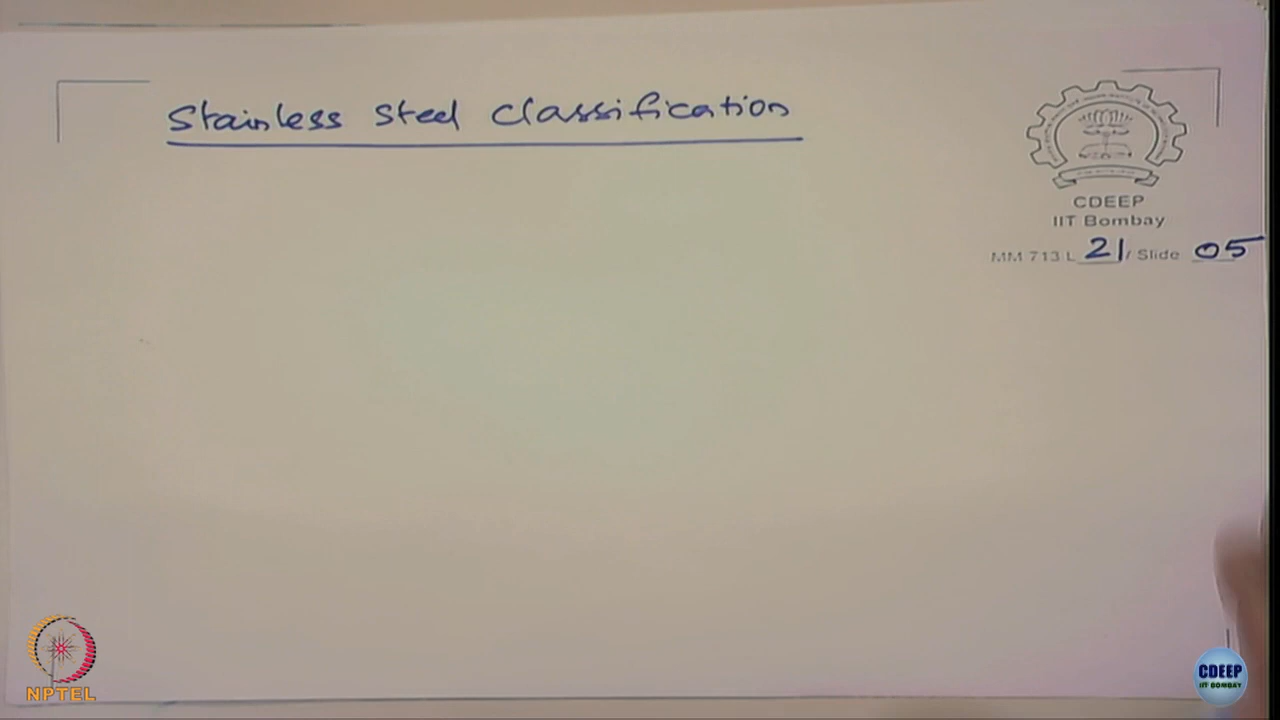 Stainless Steel Classification
CDEEP
IIT Bombay
MM 713 L 21 / Slide 05
NPTEL
CDEEP
IIT BOMBAY